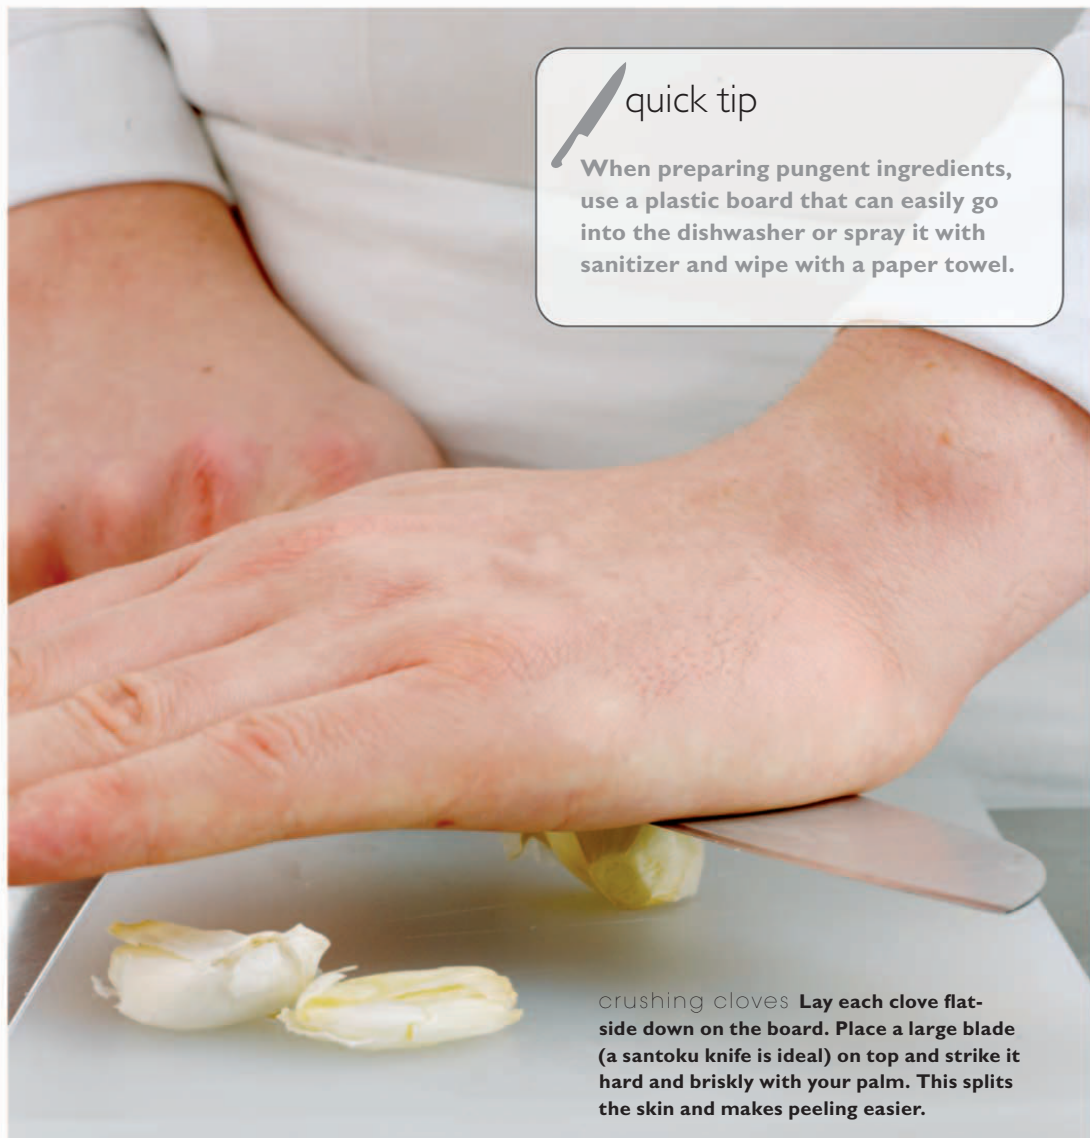 quick tip
When preparing pungent ingredients,
use a plastic board that can easily go
into the dishwasher or spray it with
sanitizer and wipe with a paper towel.
crushing cloves Lay each clove flat-
side down on the board. Place a large blade
(a santoku knife is ideal) on top and strike it
hard and briskly with your palm. This splits
the skin and makes peeling easier.